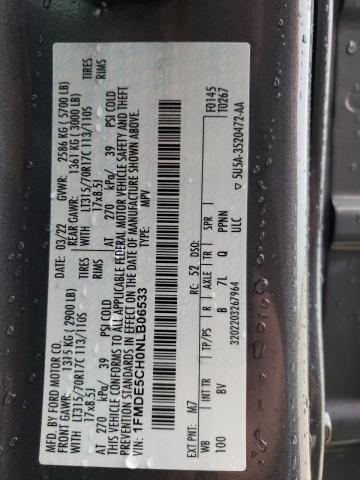 MFD. BY FORD MOTOR CO.
DATE: 03/22 GVWR: 2586 KG (5700 LB)
FRONT GAWR: 1315 KG (2900 LB) REAR GAWR: 1361 KG (3000 LB)
LT315/70R17C 113/110S TIRES LT315/70R17C 113/110S TIRES
17x8.5J RIMS 17x8.5J RIMS
AT 270 kPa/ 39 PSI COLD AT 270 kPa/ 39 PSI COLD
THIS VEHICLE CONFORMS TO ALL APPLICABLE FEDERAL MOTOR VEHICLE SAFETY AND THEFT
PREVENTION STANDARDS IN EFFECT ON THE DATE OF MANUFACTURE SHOWN ABOVE.
VIN: 1FMDE5CH0NLB06533
TYPE: MPV
F0145
110267
EXT PNT: M7 RC: 52 DSO:
WB INT TR TP/PS R AXLE TR SPR
100 8V B 7L Q PPMN
ULC
3202203267964
5U5A-3520472-AA